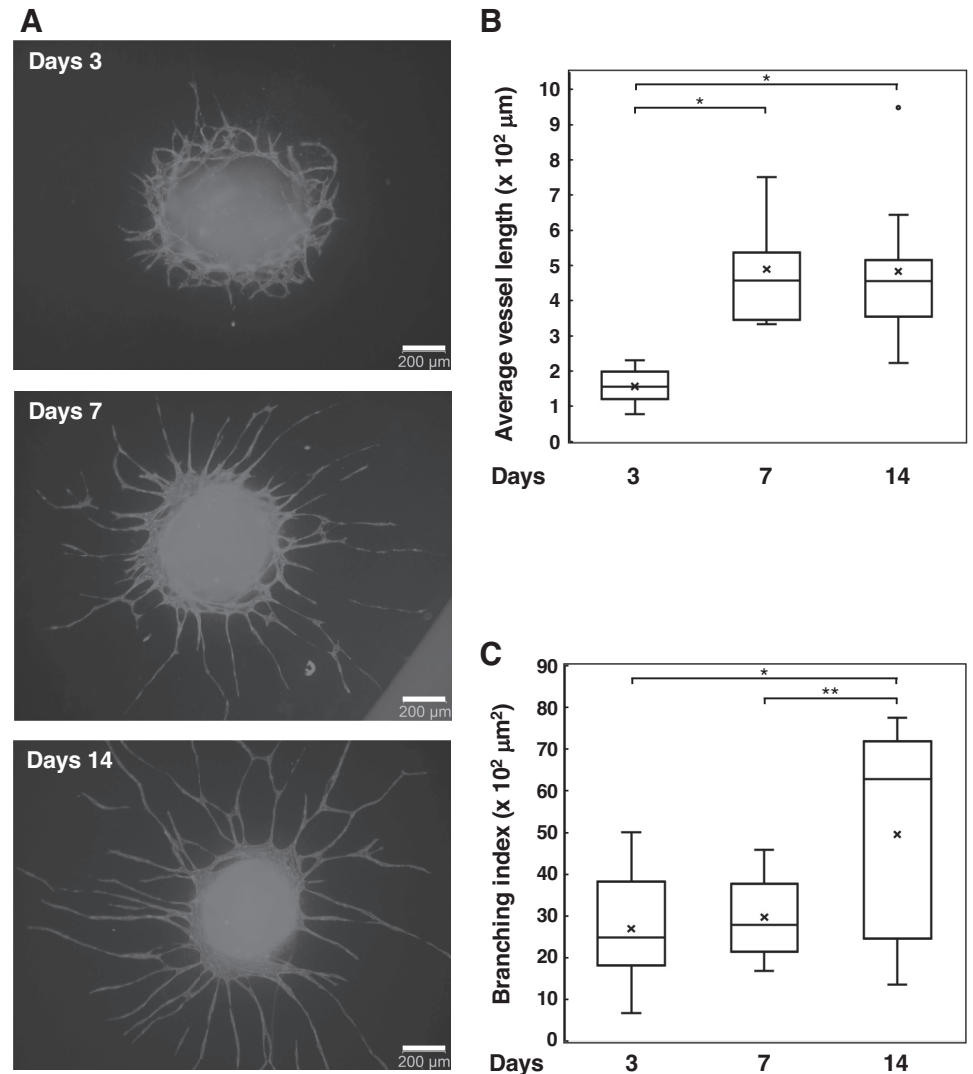 A
Days 3
200 μm
Days 7
200 μm
Days 14
200 μm
B
Average vessel length (x 10² μm)
10
9
8
7
6
5
4
3
2
1
0
*
*
Days 3 7 14
C
Branching index (x 10² μm²)
90
80
70
60
50
40
30
20
10
0
*
**
Days 3 7 14